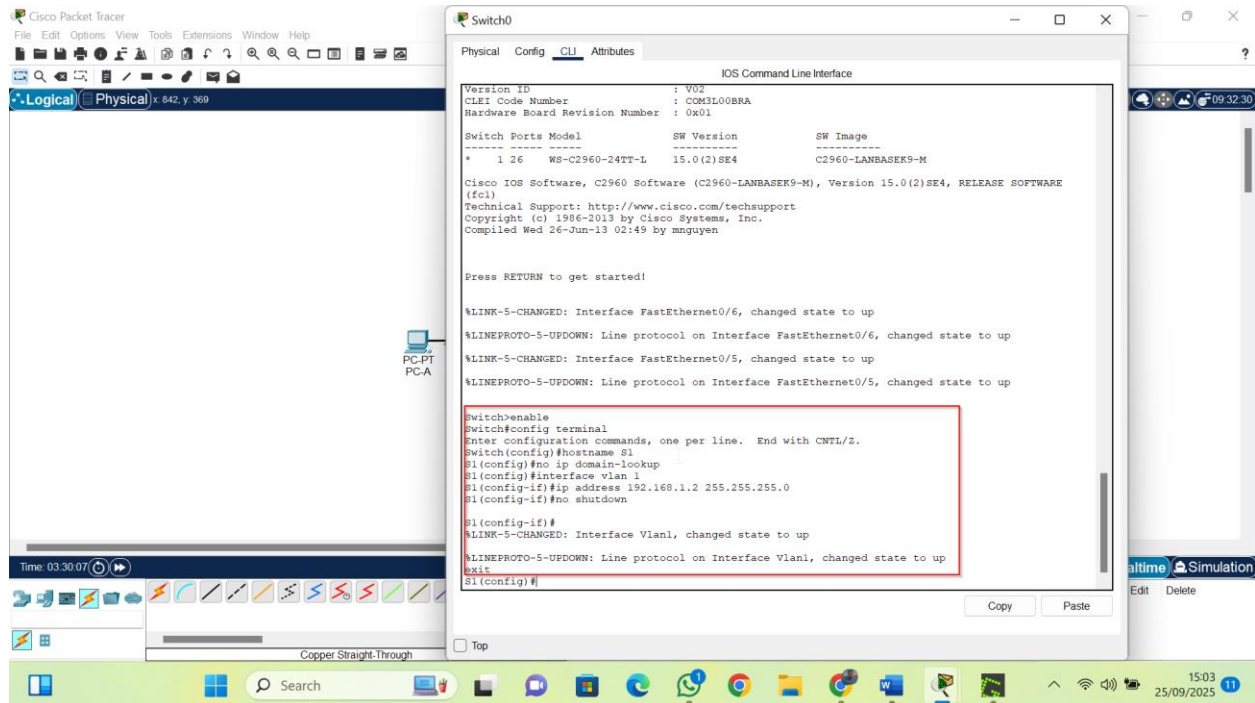 Cisco Packet Tracer
File Edit Options View Tools Extensions Window Help
?
Logical Physical x: 842, y: 369
09:32:30
PC-PT
PC-A
Switch0
Physical Config CLI Attributes
IOS Command Line Interface
Version ID : V02
CLEI Code Number : COM3L00BRA
Hardware Board Revision Number : 0x01
Switch Ports Model SW Version SW Image
------ ----- ----- ---------- ----------
* 1 26 WS-C2960-24TT-L 15.0(2)SE4 C2960-LANBASEK9-M
Cisco IOS Software, C2960 Software (C2960-LANBASEK9-M), Version 15.0(2)SE4, RELEASE SOFTWARE
(fc1)
Technical Support: http://www.cisco.com/techsupport
Copyright (c) 1986-2013 by Cisco Systems, Inc.
Compiled Wed 26-Jun-13 02:49 by mnguyen
Press RETURN to get started!
%LINK-5-CHANGED: Interface FastEthernet0/6, changed state to up
%LINEPROTO-5-UPDOWN: Line protocol on Interface FastEthernet0/6, changed state to up
%LINK-5-CHANGED: Interface FastEthernet0/5, changed state to up
%LINEPROTO-5-UPDOWN: Line protocol on Interface FastEthernet0/5, changed state to up
Switch>enable
Switch#config terminal
Enter configuration commands, one per line. End with CNTL/Z.
Switch(config)#hostname S1
S1(config)#no ip domain-lookup
S1(config)#interface vlan 1
S1(config-if)#ip address 192.168.1.2 255.255.255.0
S1(config-if)#no shutdown
S1(config-if)#
%LINK-5-CHANGED: Interface Vlan1, changed state to up
%LINEPROTO-5-UPDOWN: Line protocol on Interface Vlan1, changed state to up
exit
S1(config)#
Copy Paste
Top
Time: 03:30:07
altime Simulation
Edit Delete
Copper Straight-Through
Search
1
15:03
25/09/2025
11